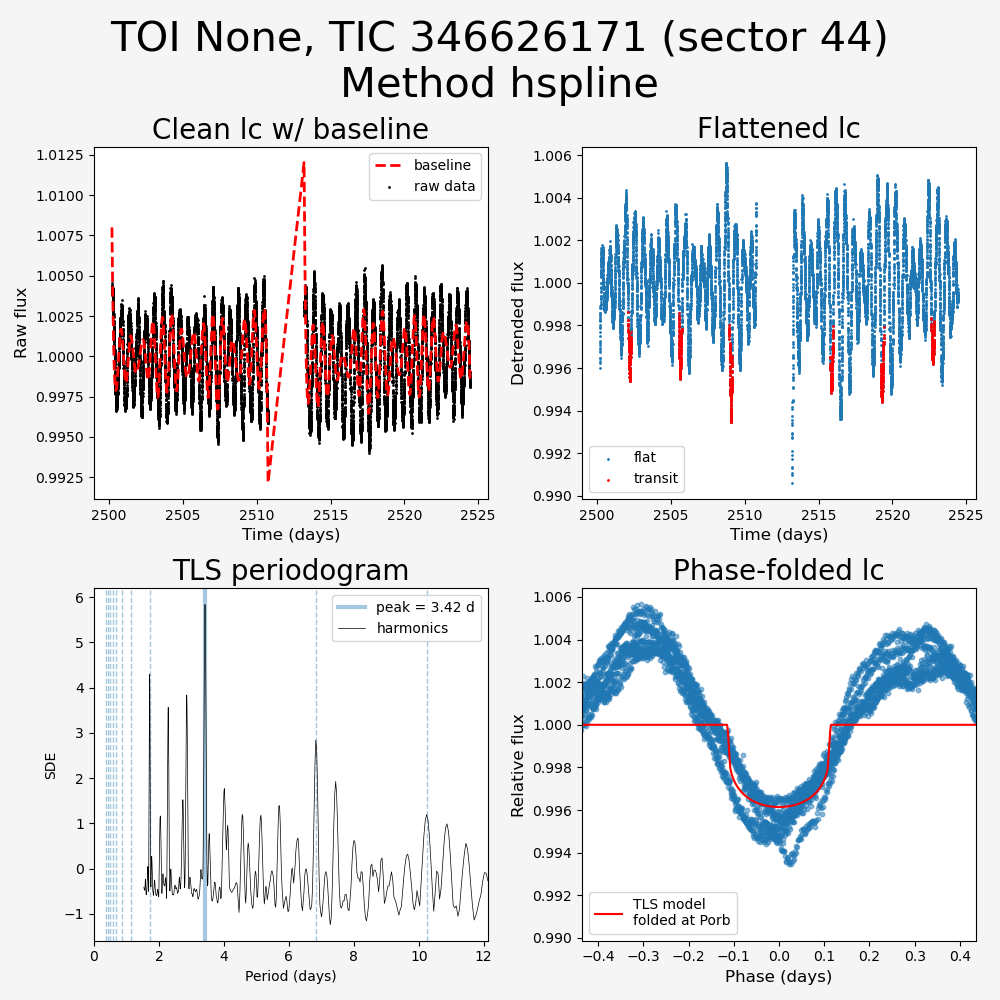 TOI None, TIC 346626171 (sector 44)
Method hspline
Clean lc w/ baseline
1.0125
1.0100
1.0075
1.0050
1.0025
1.0000
0.9975
0.9950
0.9925
Raw flux
baseline
raw data
2500
2505
2510
2515
2520
2525
Time (days)
Flattened lc
1.006
1.004
1.002
1.000
0.998
0.996
0.994
0.992
0.990
Detrended flux
flat
transit
2500
2505
2510
2515
2520
2525
Time (days)
TLS periodogram
6
5
4
3
2
1
0
−1
SDE
peak = 3.42 d
harmonics
0
2
4
6
8
10
12
Period (days)
Phase-folded lc
1.006
1.004
1.002
1.000
0.998
0.996
0.994
0.992
0.990
Relative flux
TLS model
folded at Porb
−0.4
−0.3
−0.2
−0.1
0.0
0.1
0.2
0.3
0.4
Phase (days)